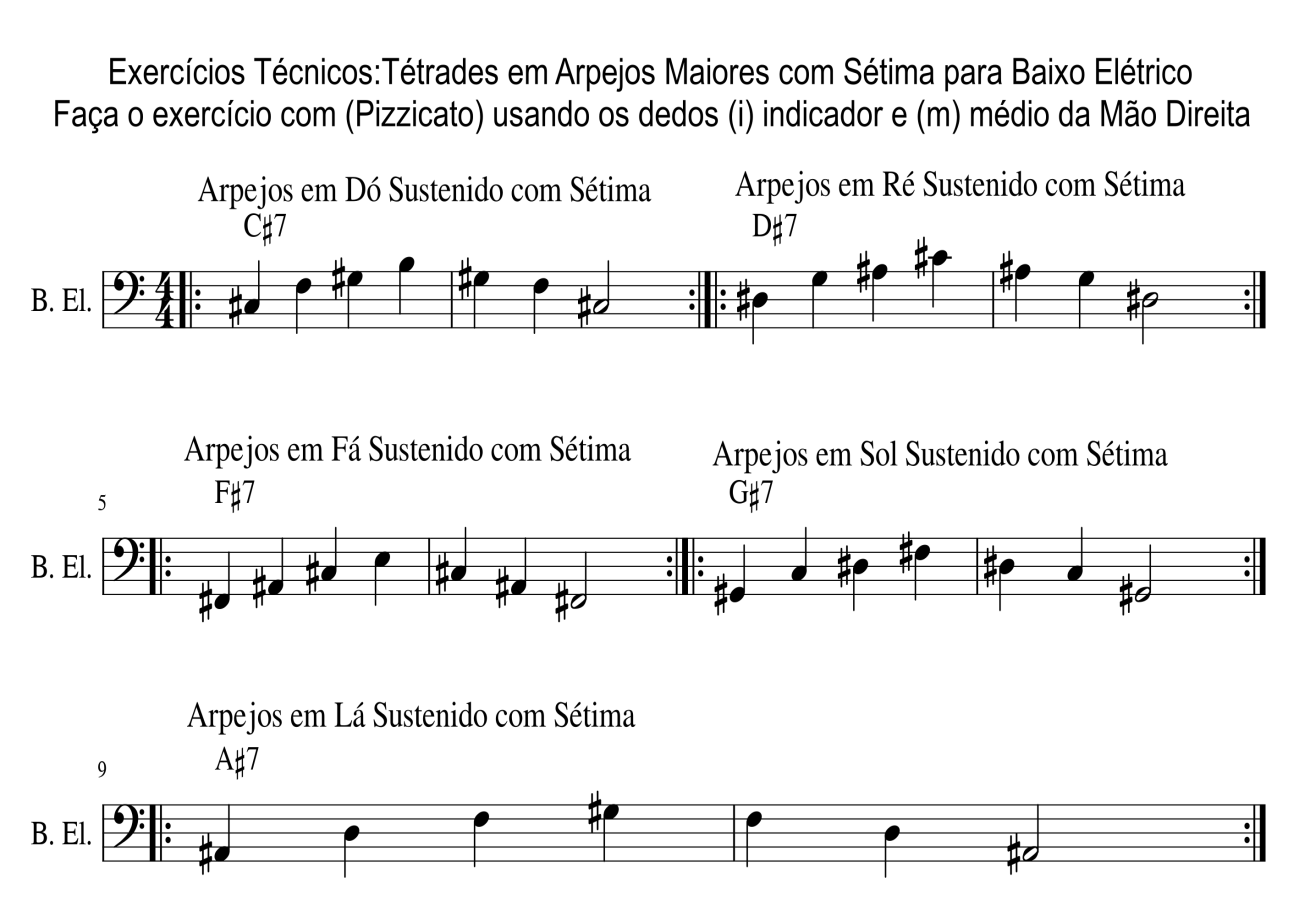 Exercícios Técnicos:Tétrades em Arpejos Maiores com Sétima para Baixo Elétrico
Faça o exercício com (Pizzicato) usando os dedos (i) indicador e (m) médio da Mão Direita
Arpejos em Dó Sustenido com Sétima
Arpejos em Ré Sustenido com Sétima
C♯7
D♯7
B. El.
4
4
Arpejos em Fá Sustenido com Sétima
Arpejos em Sol Sustenido com Sétima
F♯7
G♯7
5
B. El.
Arpejos em Lá Sustenido com Sétima
A♯7
9
B. El.